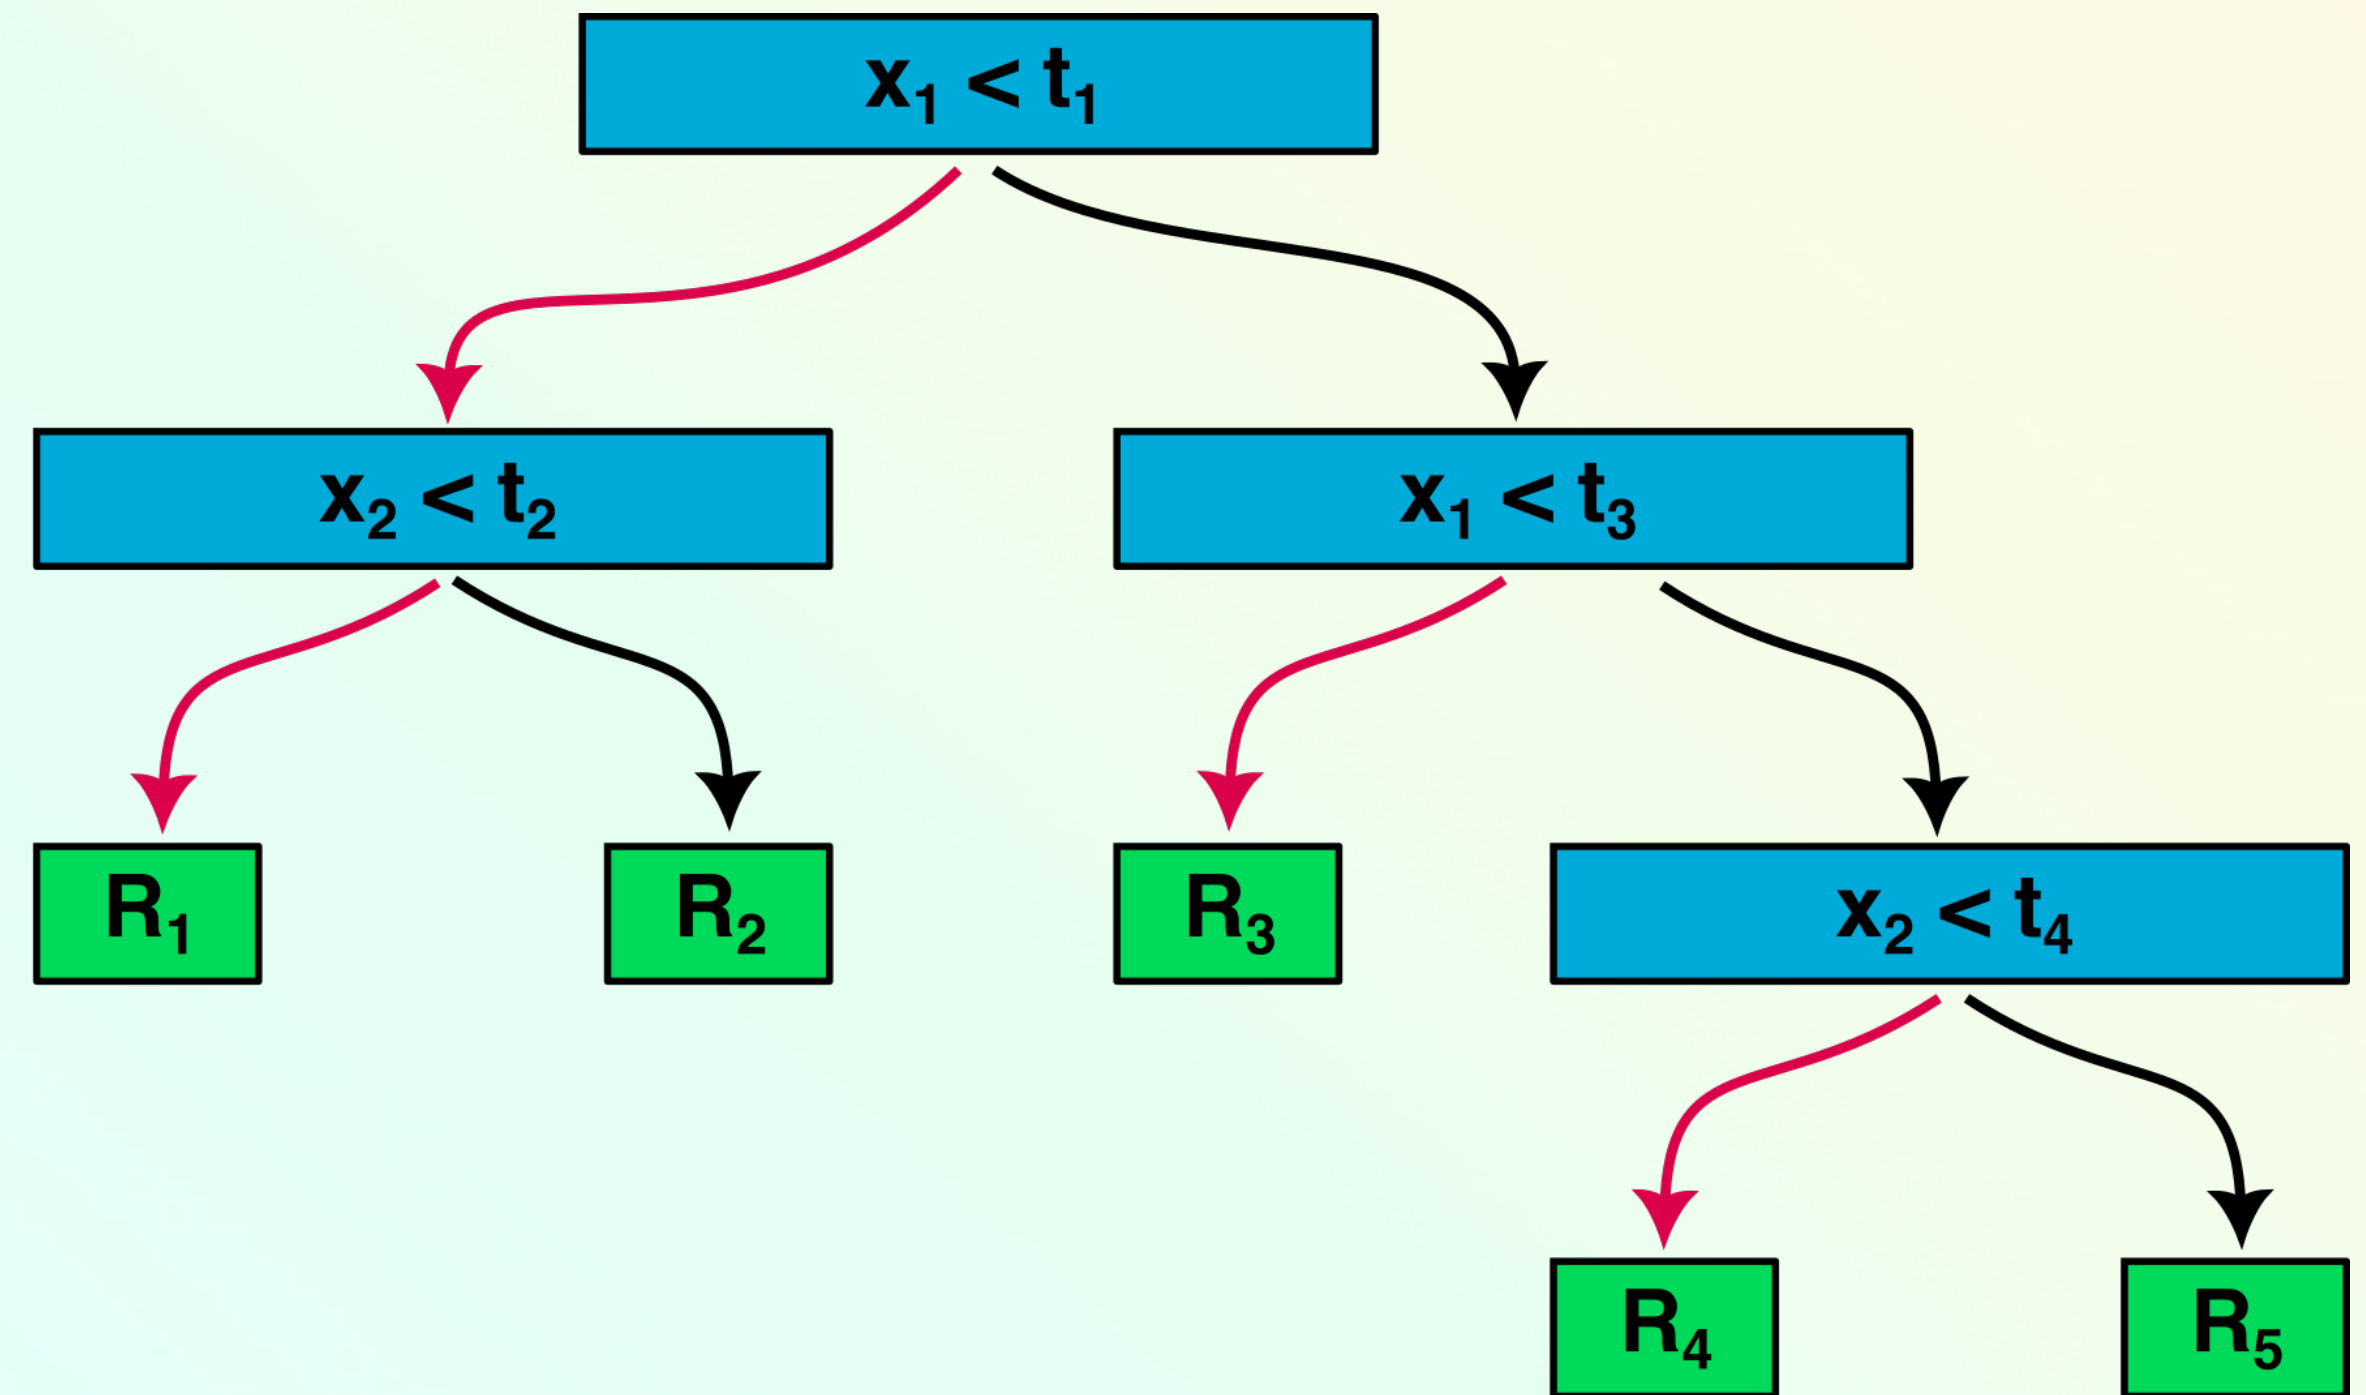 x₁ < t₁
x₂ < t₂
x₁ < t₃
R₁
R₂
R₃
x₂ < t₄
R₄
R₅